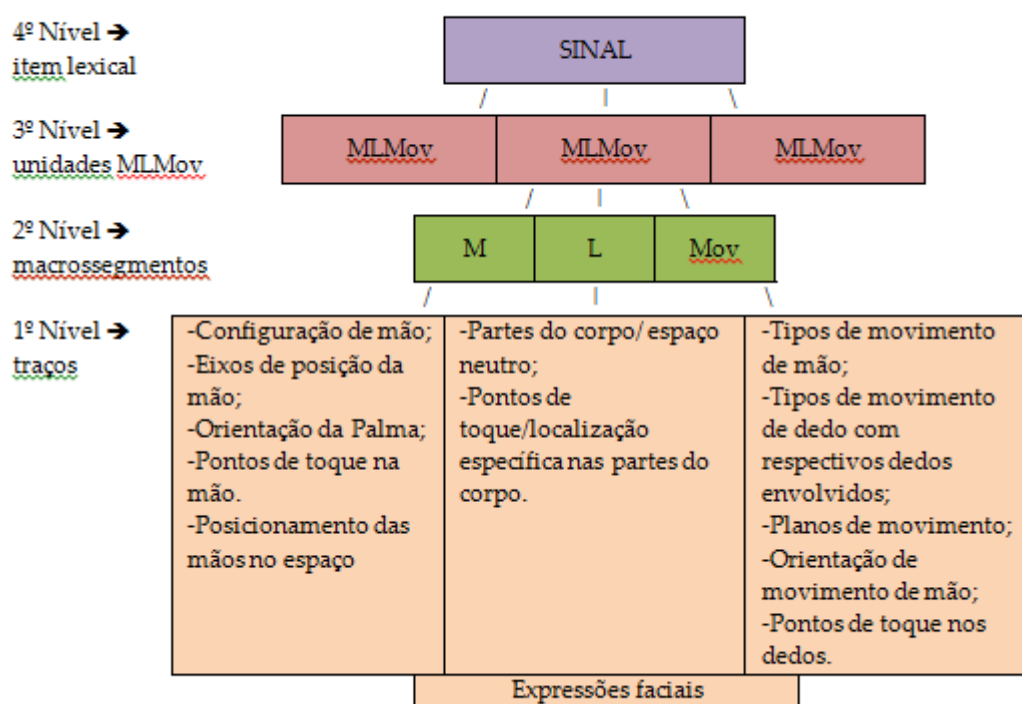 4º Nível ➔
item lexical
SINAL
/ | \
3º Nível ➔
unidades MLMov
MLMov
MLMov
MLMov
/ | \
2º Nível ➔
macrossegmentos
M
L
Mov
/ | \
1º Nível ➔
traços
-Configuração de mão;
-Eixos de posição da
mão;
-Orientação da Palma;
-Pontos de toque na
mão.
-Posicionamento das
mãos no espaço
-Partes do corpo/ espaço
neutro;
-Pontos de
toque/localização
específica nas partes do
corpo.
-Tipos de movimento
de mão;
-Tipos de movimento
de dedo com
respectivos dedos
envolvidos;
-Planos de movimento;
-Orientação de
movimento de mão;
-Pontos de toque nos
dedos.
Expressões faciais